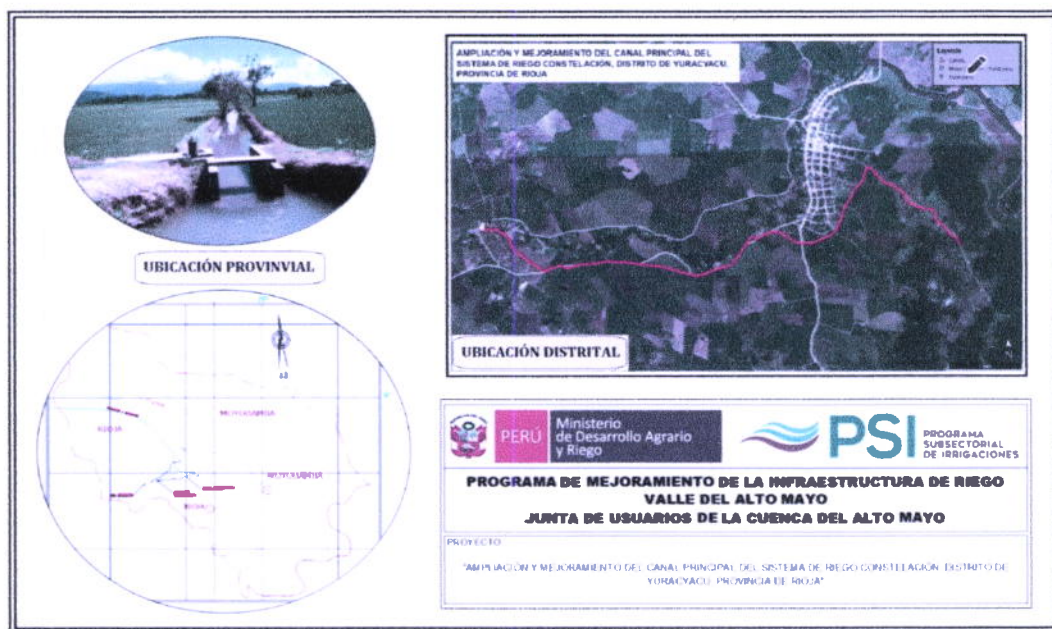 UBICACIÓN PROVINVIAL
RIOJA
MOYOBAMBA
AMPLIACIÓN Y MEJORAMIENTO DEL CANAL PRINCIPAL DEL
SISTEMA DE RIEGO CONSTELACIÓN, DISTRITO DE YURACYACU,
PROVINCIA DE RIOJA
UBICACIÓN DISTRITAL
PERÚ
Ministerio
de Desarrollo Agrario
y Riego
PSI
PROGRAMA
SUBSECTORIAL
DE IRRIGACIONES
PROGRAMA DE MEJORAMIENTO DE LA INFRAESTRUCTURA DE RIEGO
VALLE DEL ALTO MAYO
JUNTA DE USUARIOS DE LA CUENCA DEL ALTO MAYO
PROYECTO
"AMPLIACIÓN Y MEJORAMIENTO DEL CANAL PRINCIPAL DEL SISTEMA DE RIEGO CONSTELACIÓN, DISTRITO DE
YURACYACU, PROVINCIA DE RIOJA"